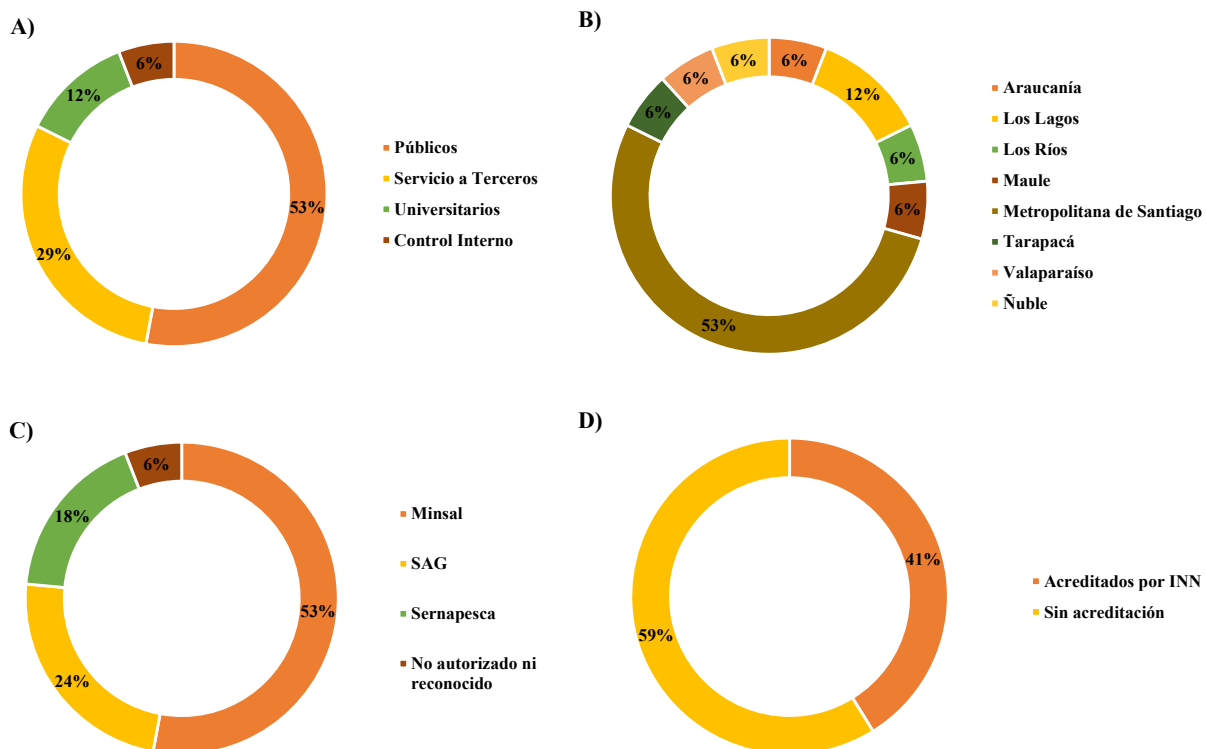 A)
6%
12%
53%
29%
Públicos
Servicio a Terceros
Universitarios
Control Interno
B)
6%
6%
6%
12%
6%
6%
6%
53%
Araucanía
Los Lagos
Los Ríos
Maule
Metropolitana de Santiago
Tarapacá
Valparaíso
Ñuble
C)
6%
18%
53%
24%
Minsal
SAG
Sernapesca
No autorizado ni
reconocido
D)
41%
59%
Acreditados por INN
Sin acreditación